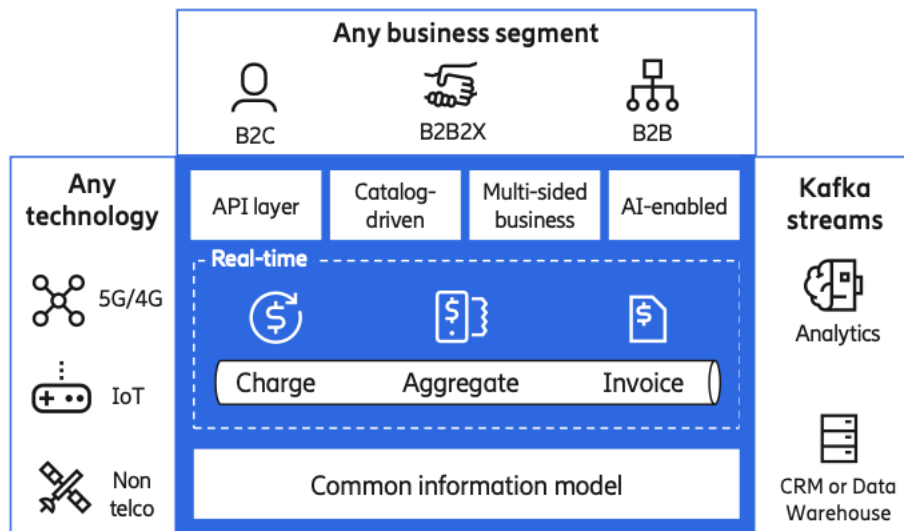 Any business segment
B2C
B2B2X
B2B
Any
technology
5G/4G
IoT
Non
telco
API layer
Catalog-
driven
Multi-sided
business
AI-enabled
Real-time
Charge
Aggregate
Invoice
Common information model
Kafka
streams
Analytics
CRM or Data
Warehouse